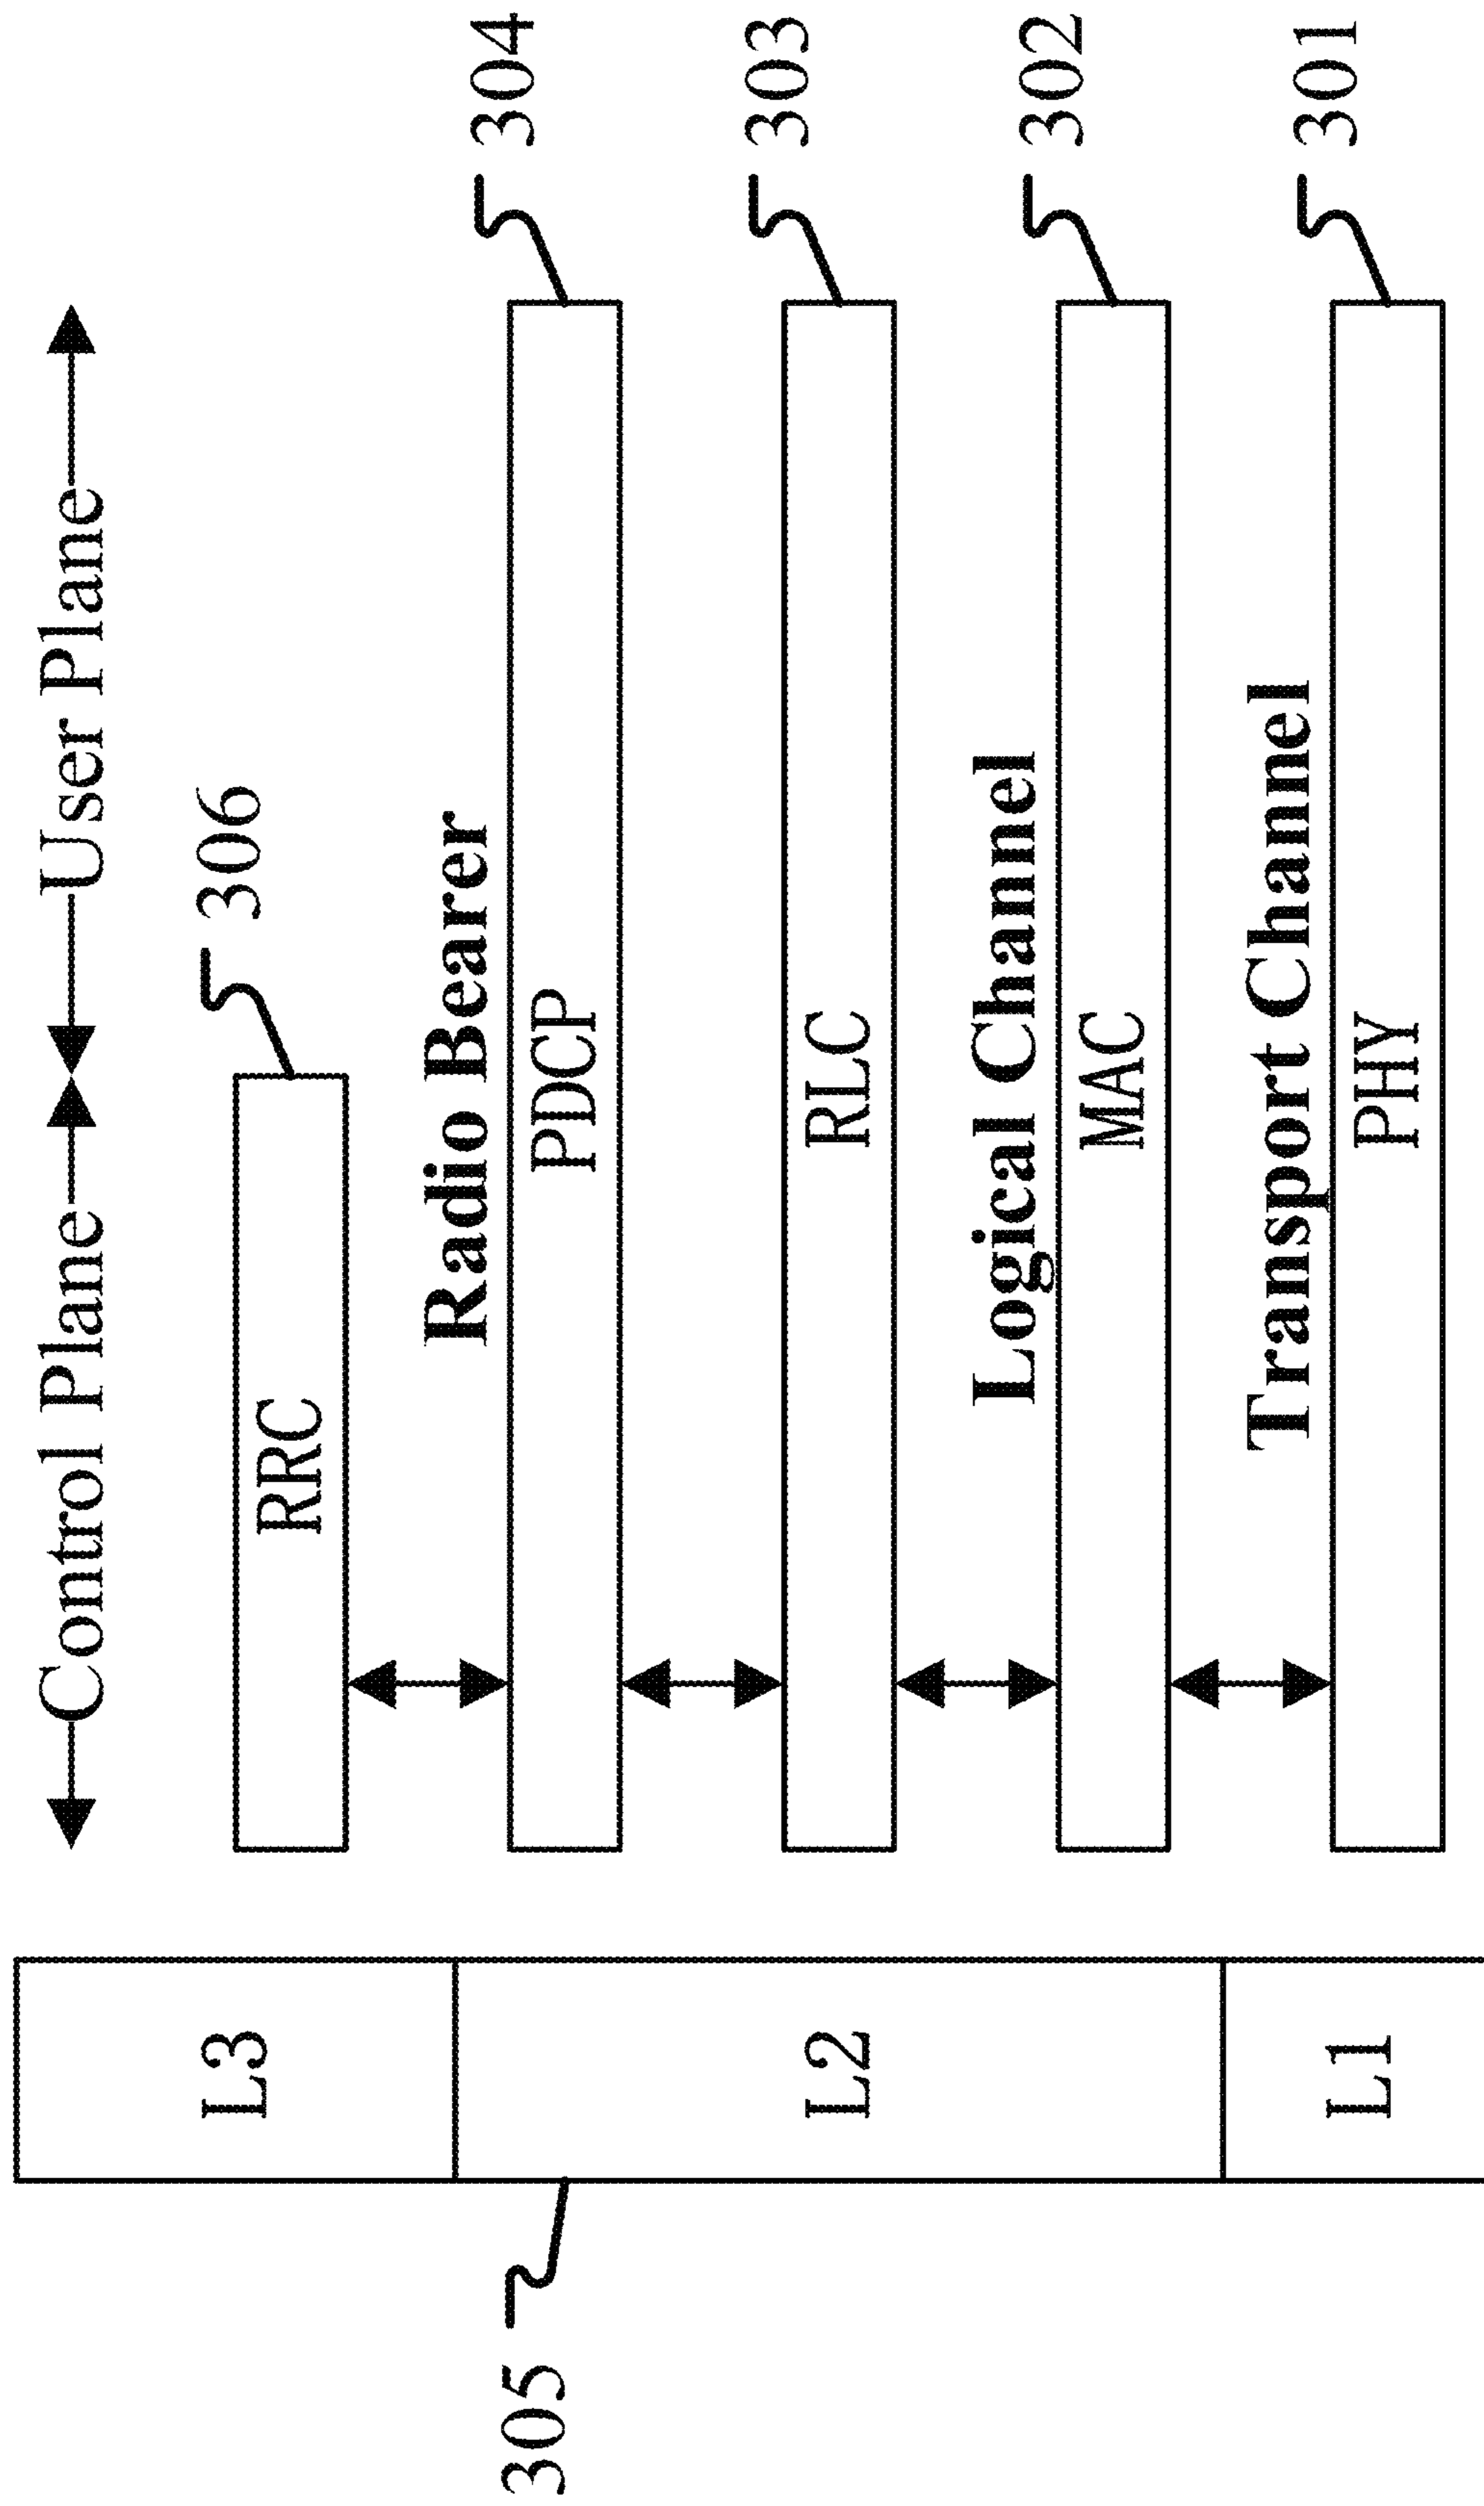 Control Plane
User Plane
306
L3
RRC
Radio Bearer
304
305
PDCP
303
L2
RLC
Logical Channel
302
MAC
Transport Channel
301
L1
PHY